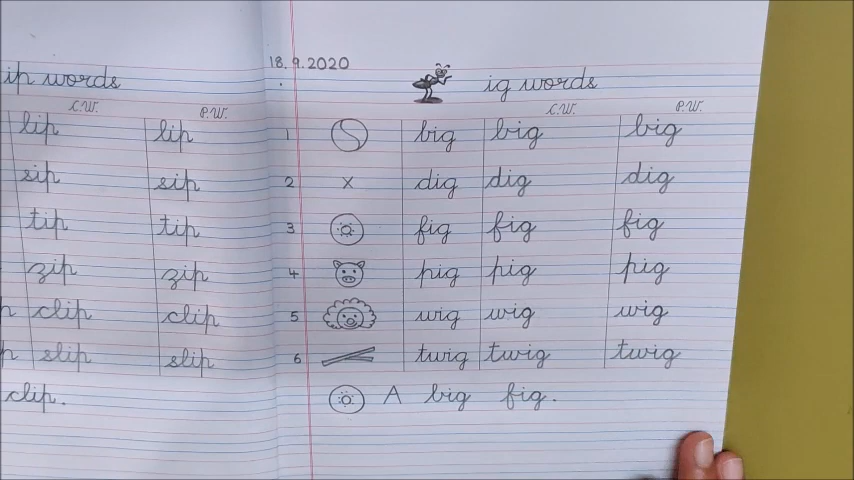 ip words
C.W. P.W.
lip lip
sip sip
tip tip
zip zip
p clip clip
p slip slip
clip.
18.9.2020
ig words
C.W. P.W.
1 big big big
2 x dig dig dig
3 fig fig fig
4 pig pig pig
5 wig wig wig
6 twig twig twig
A big fig.